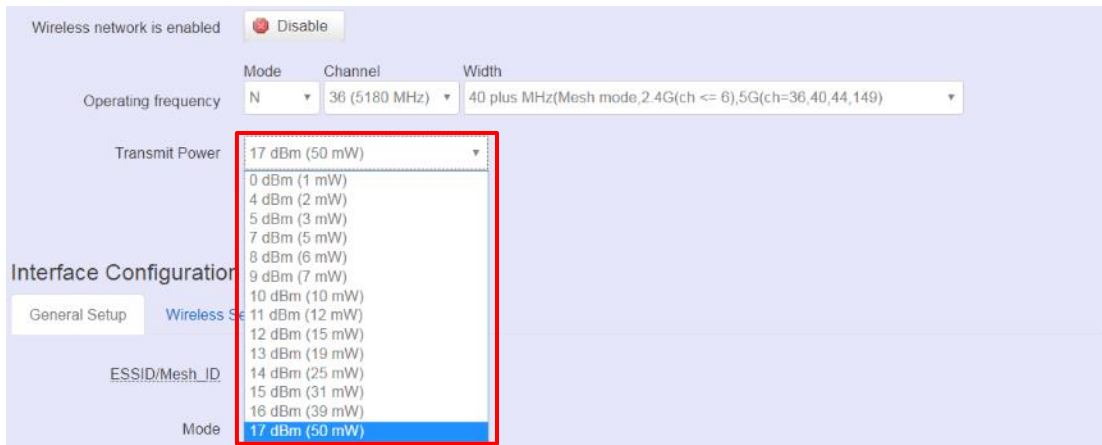 Wireless network is enabled Disable
Mode Channel Width
Operating frequency N 36 (5180 MHz) 40 plus MHz(Mesh mode,2.4G(ch <= 6),5G(ch=36,40,44,149)
Transmit Power 17 dBm (50 mW)
0 dBm (1 mW)
4 dBm (2 mW)
5 dBm (3 mW)
7 dBm (5 mW)
8 dBm (6 mW)
Interface Configuration 9 dBm (7 mW)
10 dBm (10 mW)
General Setup Wireless Se 11 dBm (12 mW)
12 dBm (15 mW)
13 dBm (19 mW)
ESSID/Mesh_ID 14 dBm (25 mW)
15 dBm (31 mW)
16 dBm (39 mW)
Mode 17 dBm (50 mW)